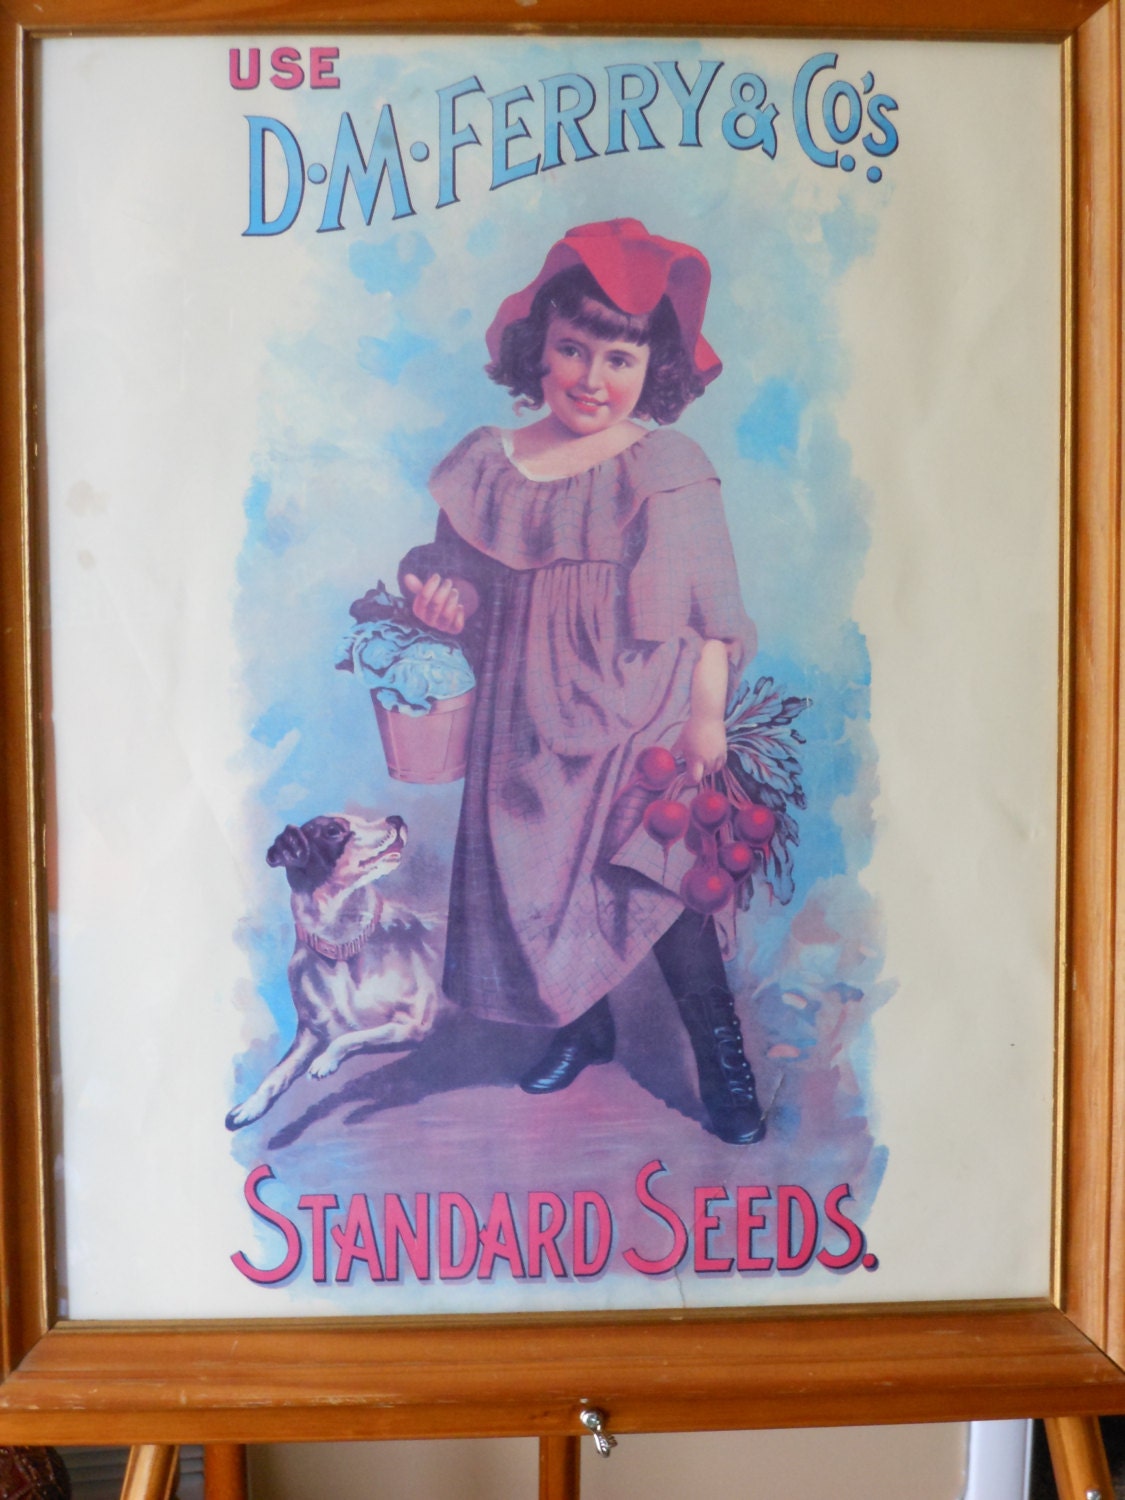 USE
D·M·FERRY & Co's.
STANDARD SEEDS.